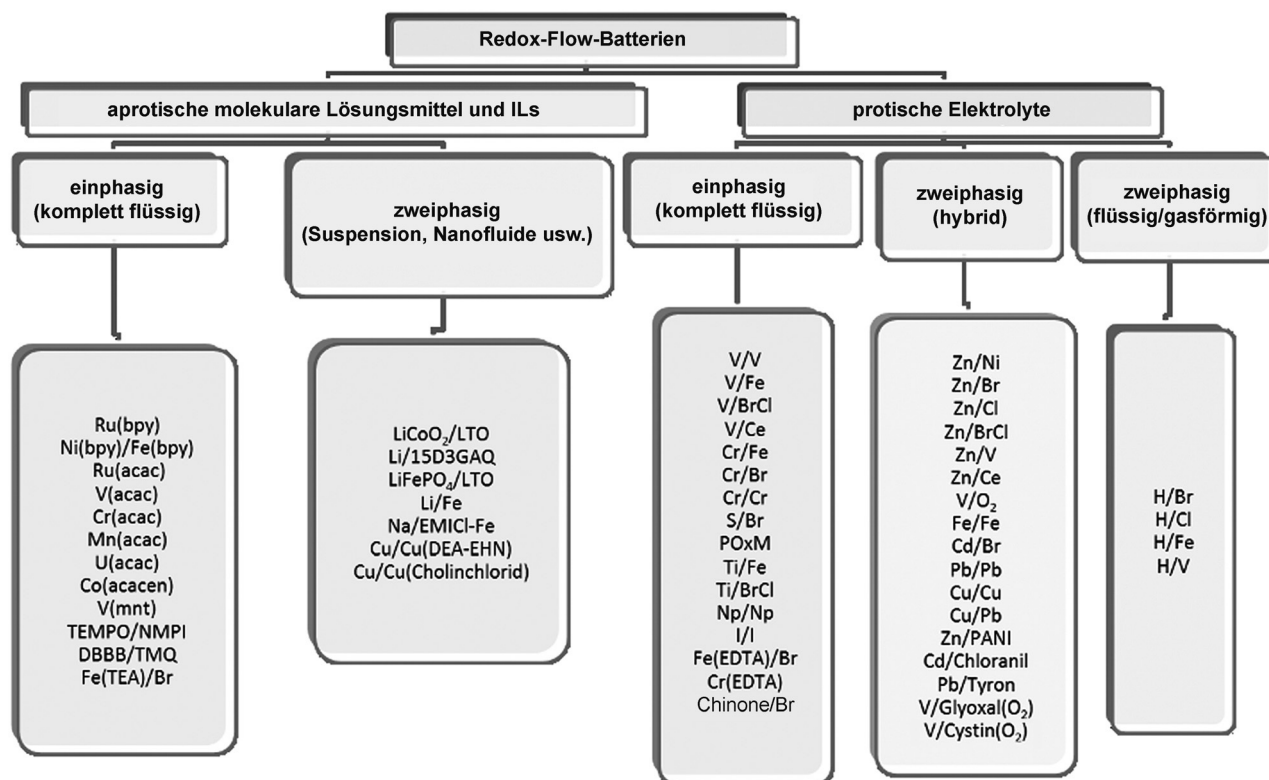 Redox-Flow-Batterien
aprotische molekulare Lösungsmittel und ILs
protische Elektrolyte
einphasig
(komplett flüssig)
zweiphasig
(Suspension, Nanofluide usw.)
einphasig
(komplett flüssig)
zweiphasig
(hybrid)
zweiphasig
(flüssig/gasförmig)
Ru(bpy)
Ni(bpy)/Fe(bpy)
Ru(acac)
V(acac)
Cr(acac)
Mn(acac)
U(acac)
Co(acacen)
V(mnt)
TEMPO/NMPI
DBBB/TMQ
Fe(TEA)/Br
LiCoO₂/LTO
Li/15D3GAQ
LiFePO₄/LTO
Li/Fe
Na/EMICl-Fe
Cu/Cu(DEA-EHN)
Cu/Cu(Cholinchlorid)
V/V
V/Fe
V/BrCl
V/Ce
Cr/Fe
Cr/Br
Cr/Cr
S/Br
POxM
Ti/Fe
Ti/BrCl
Np/Np
I/I
Fe(EDTA)/Br
Cr(EDTA)
Chinone/Br
Zn/Ni
Zn/Br
Zn/Cl
Zn/BrCl
Zn/V
Zn/Ce
V/O₂
Fe/Fe
Cd/Br
Pb/Pb
Cu/Cu
Cu/Pb
Zn/PANI
Cd/Chloranil
Pb/Tyron
V/Glyoxal(O₂)
V/Cystin(O₂)
H/Br
H/Cl
H/Fe
H/V